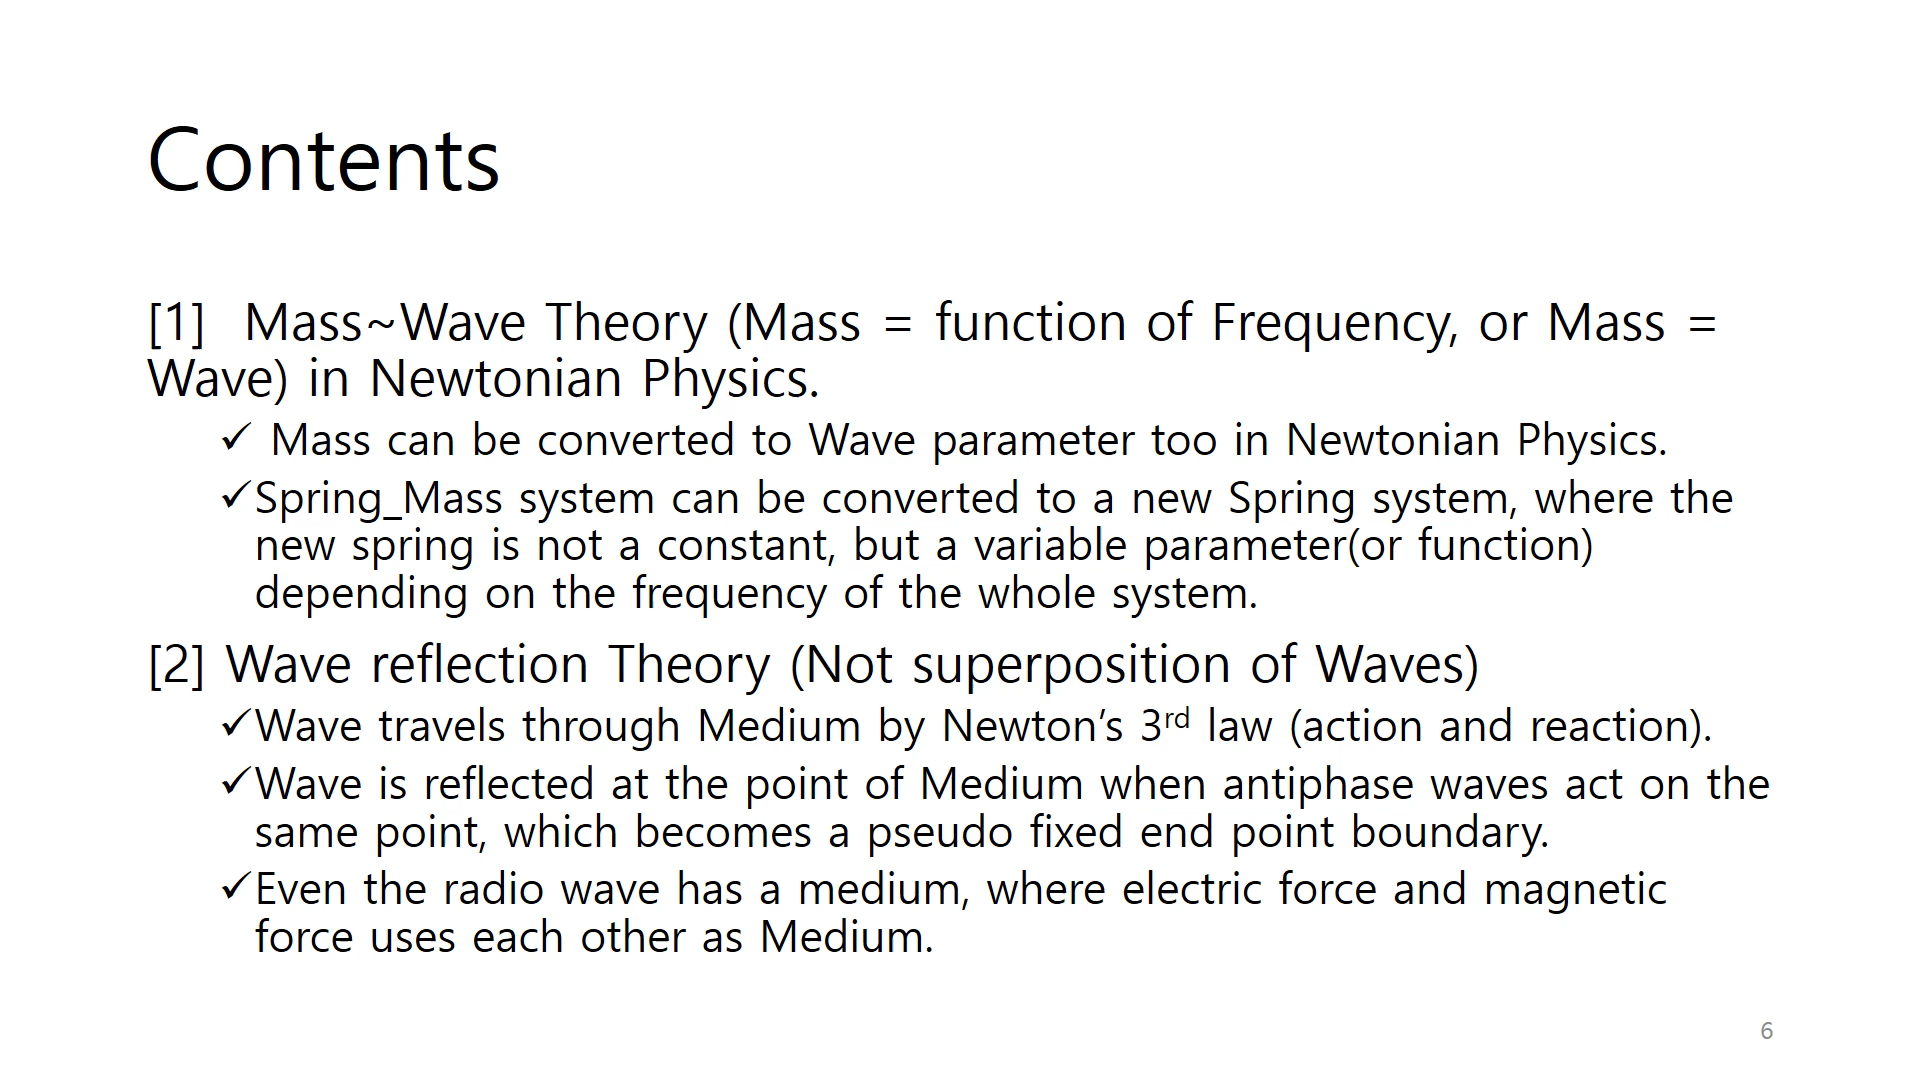 Contents
[1] Mass~Wave Theory (Mass = function of Frequency, or Mass =
Wave) in Newtonian Physics.
✓ Mass can be converted to Wave parameter too in Newtonian Physics.
✓Spring_Mass system can be converted to a new Spring system, where the
new spring is not a constant, but a variable parameter(or function)
depending on the frequency of the whole system.
[2] Wave reflection Theory (Not superposition of Waves)
✓Wave travels through Medium by Newton’s 3rd law (action and reaction).
✓Wave is reflected at the point of Medium when antiphase waves act on the
same point, which becomes a pseudo fixed end point boundary.
✓Even the radio wave has a medium, where electric force and magnetic
force uses each other as Medium.
6